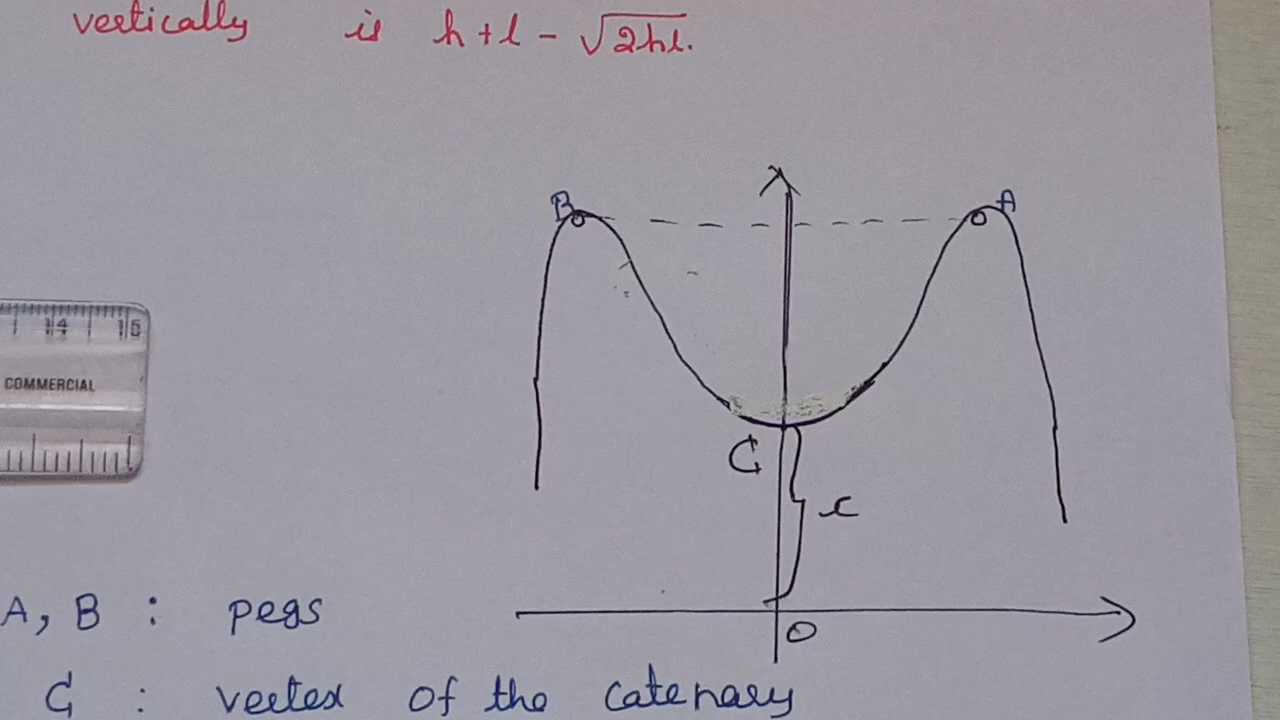 vertically is h + l - √2hl.
B A
14 15
COMMERCIAL
C
c
A, B : pegs
O
C : vertex of the catenary